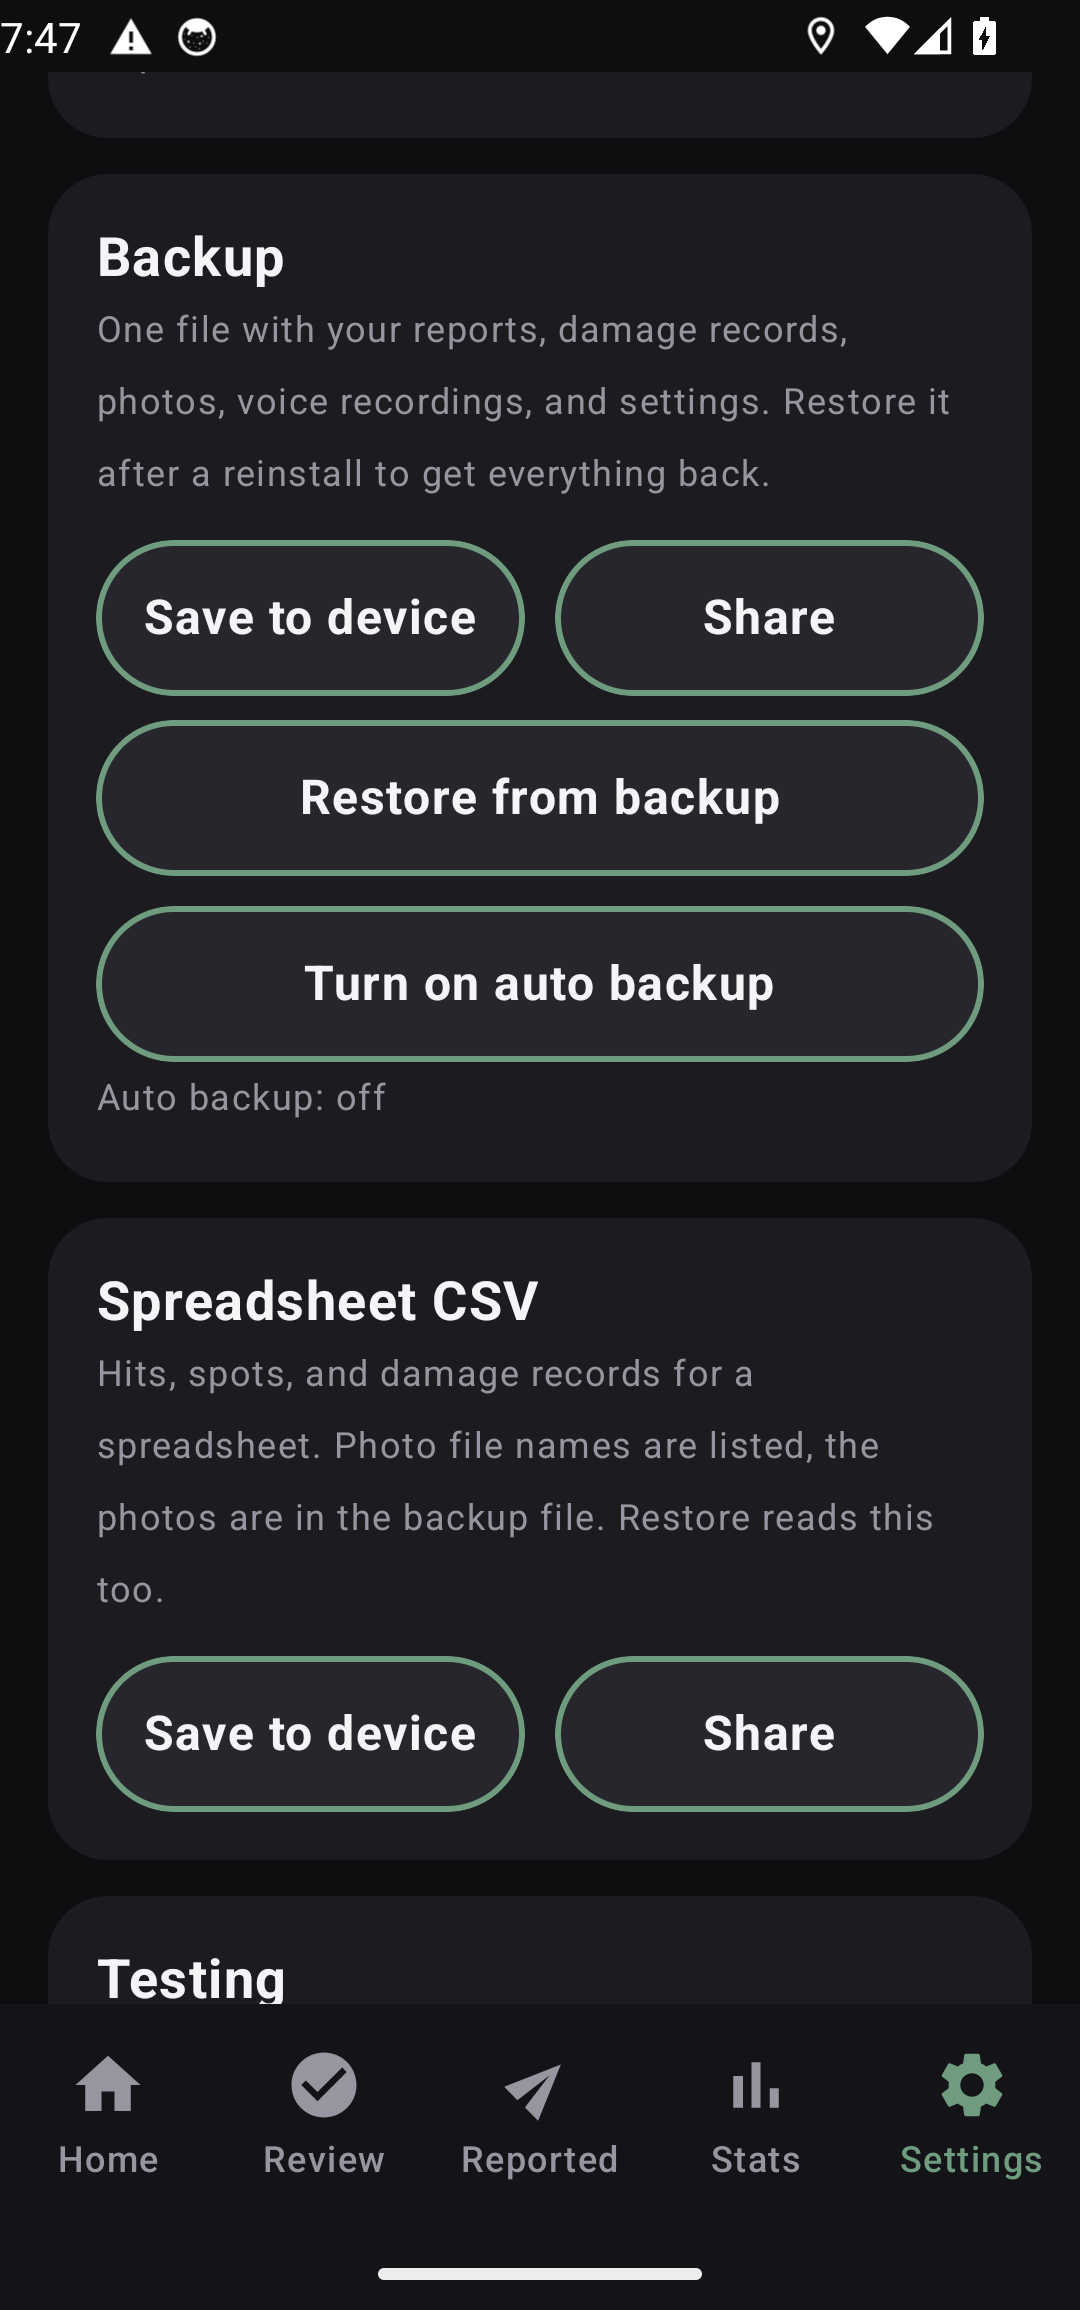 7:47
Backup
One file with your reports, damage records,
photos, voice recordings, and settings. Restore it
after a reinstall to get everything back.
Save to device
Share
Restore from backup
Turn on auto backup
Auto backup: off
Spreadsheet CSV
Hits, spots, and damage records for a
spreadsheet. Photo file names are listed, the
photos are in the backup file. Restore reads this
too.
Save to device
Share
Testing
Home
Review
Reported
Stats
Settings